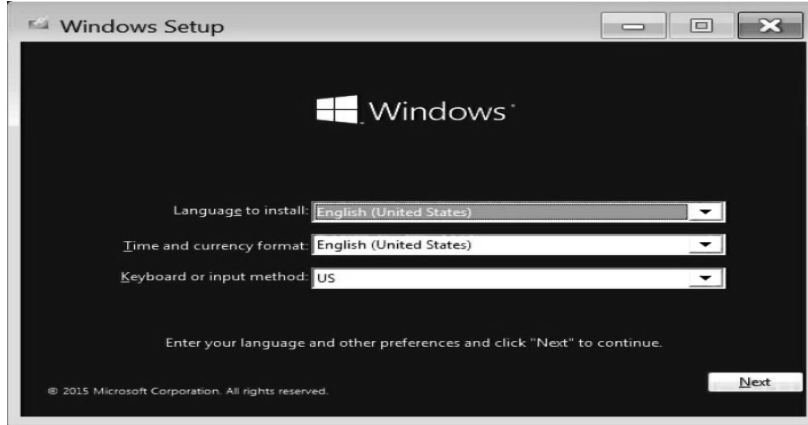 Windows Setup
Windows
Language to install: English (United States)
Time and currency format: English (United States)
Keyboard or input method: US
Enter your language and other preferences and click "Next" to continue.
Next
© 2015 Microsoft Corporation. All rights reserved.